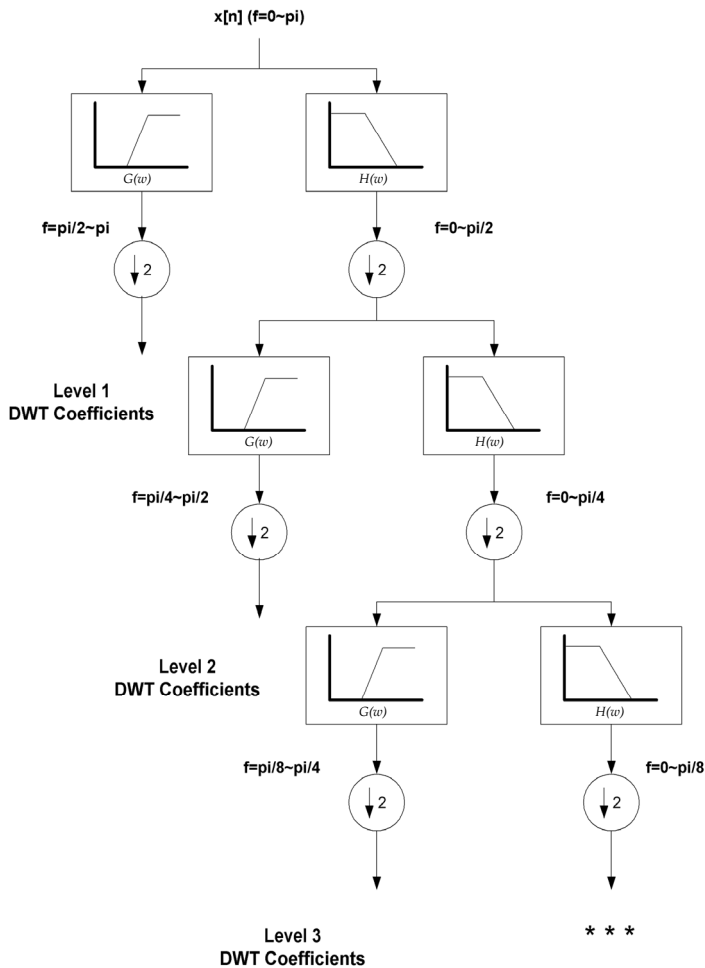 x[n] (f=0~pi)
G(w)
H(w)
f=pi/2~pi
f=0~pi/2
2
2
Level 1
DWT Coefficients
G(w)
H(w)
f=pi/4~pi/2
f=0~pi/4
2
2
Level 2
DWT Coefficients
G(w)
H(w)
f=pi/8~pi/4
f=0~pi/8
2
2
Level 3
DWT Coefficients
* * *